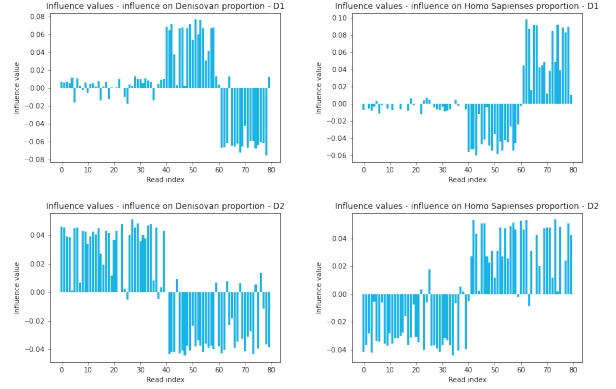 Influence values - influence on Denisovan proportion - D1
Influence value
0.08
0.06
0.04
0.02
0.00
−0.02
−0.04
−0.06
−0.08
0 10 20 30 40 50 60 70 80
Read index
Influence values - influence on Homo Sapienses proportion - D1
Influence value
0.10
0.08
0.06
0.04
0.02
0.00
−0.02
−0.04
−0.06
0 10 20 30 40 50 60 70 80
Read index
Influence values - influence on Denisovan proportion - D2
Influence value
0.04
0.02
0.00
−0.02
−0.04
0 10 20 30 40 50 60 70 80
Read index
Influence values - influence on Homo Sapienses proportion - D2
Influence value
0.04
0.02
0.00
−0.02
−0.04
0 10 20 30 40 50 60 70 80
Read index